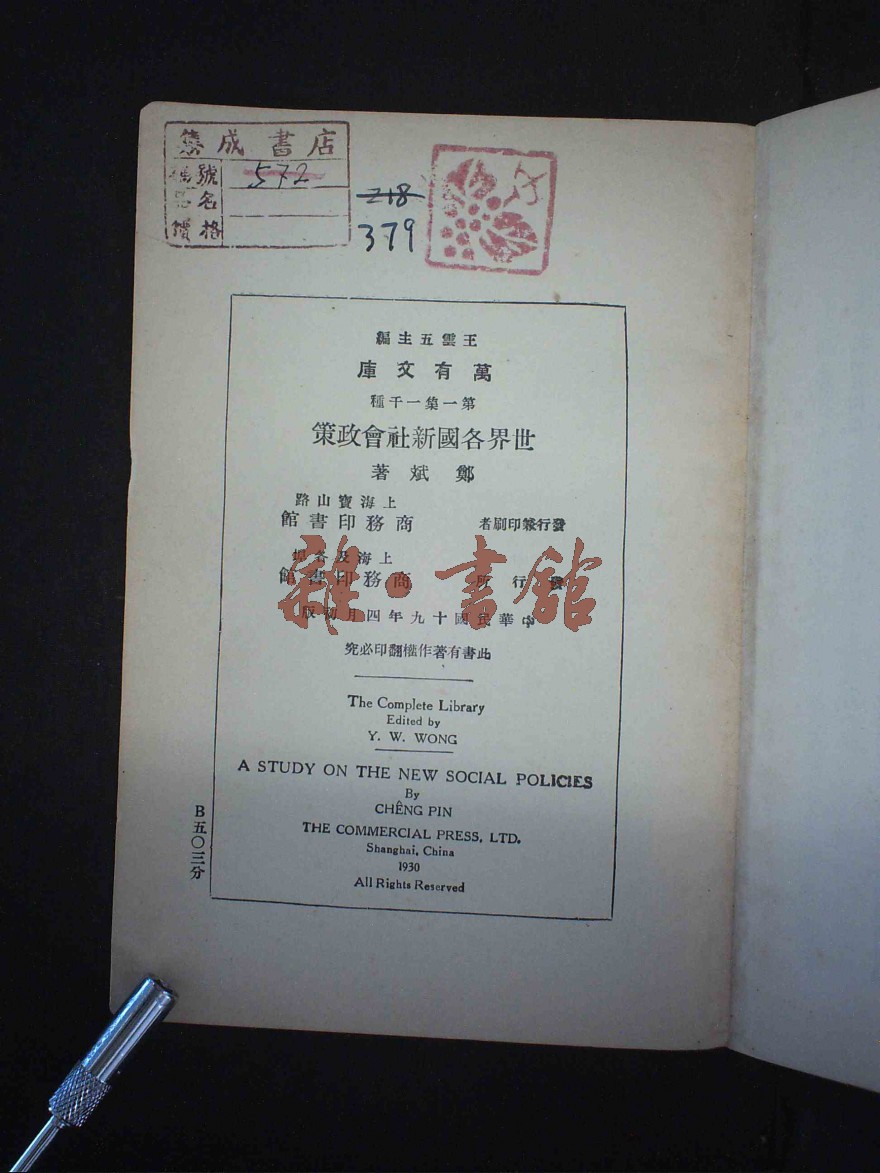 集成書店
號 572
名
價格
218
379
王雲五主編
萬有文庫
第一集一千種
世界各國新社會政策
鄭斌著
上海寶山路
發行兼印刷者 商務印書館
上海及各埠
發行所 商務印書館
中華民國十九年四月初版
此書有著作權翻印必究
The Complete Library
Edited by
Y. W. WONG
A STUDY ON THE NEW SOCIAL POLICIES
By
CHÊNG PIN
THE COMMERCIAL PRESS, LTD.
Shanghai, China
1930
All Rights Reserved
B五〇三分
雜·書館